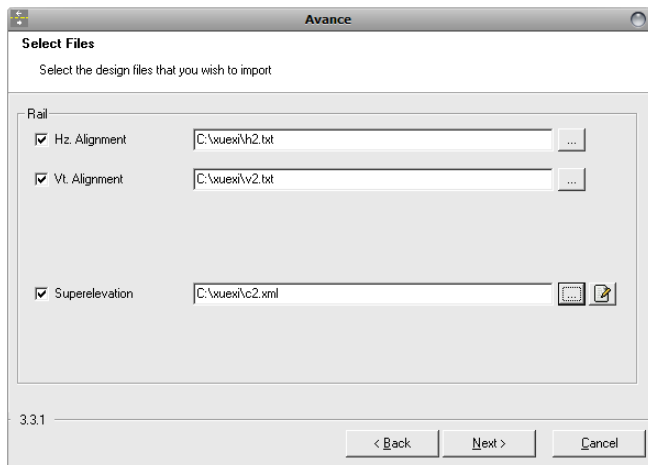 Avance
Select Files
Select the design files that you wish to import
Rail
Hz. Alignment C:\xuexi\h2.txt ...
Vt. Alignment C:\xuexi\v2.txt ...
Superelevation C:\xuexi\c2.xml ...
3.3.1
< Back Next > Cancel